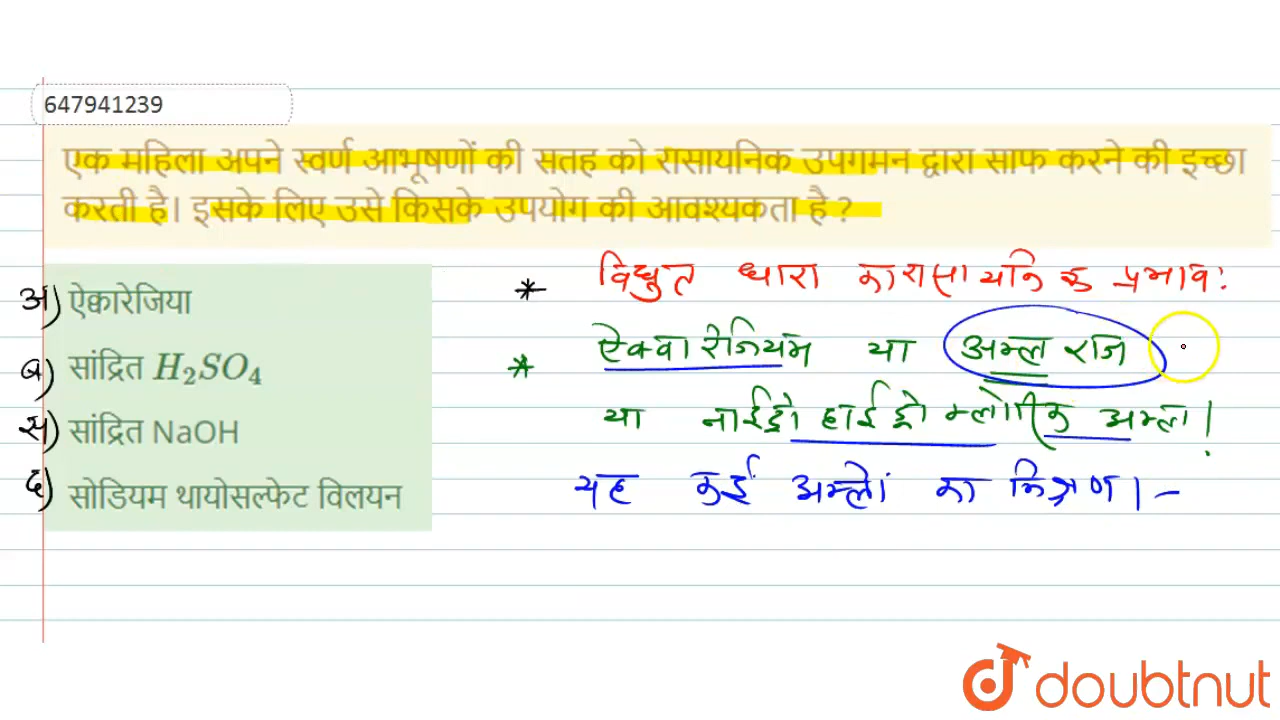 647941239
एक महिला अपने स्वर्ण आभूषणों की सतह को रासायनिक उपगमन द्वारा साफ करने की इच्छा
करती है। इसके लिए उसे किसके उपयोग की आवश्यकता है ?
अ) ऐक्वारेजिया
ब) सांद्रित H₂SO₄
स) सांद्रित NaOH
द) सोडियम थायोसल्फेट विलयन
* विद्युत धारा का रासायनिक प्रभाव:
* ऐक्वारेजियम या अम्ल राज
या नाईट्रो हाईड्रो क्लोरिक अम्ल।
यह कई अम्लों का मिश्रण। -
doubtnut